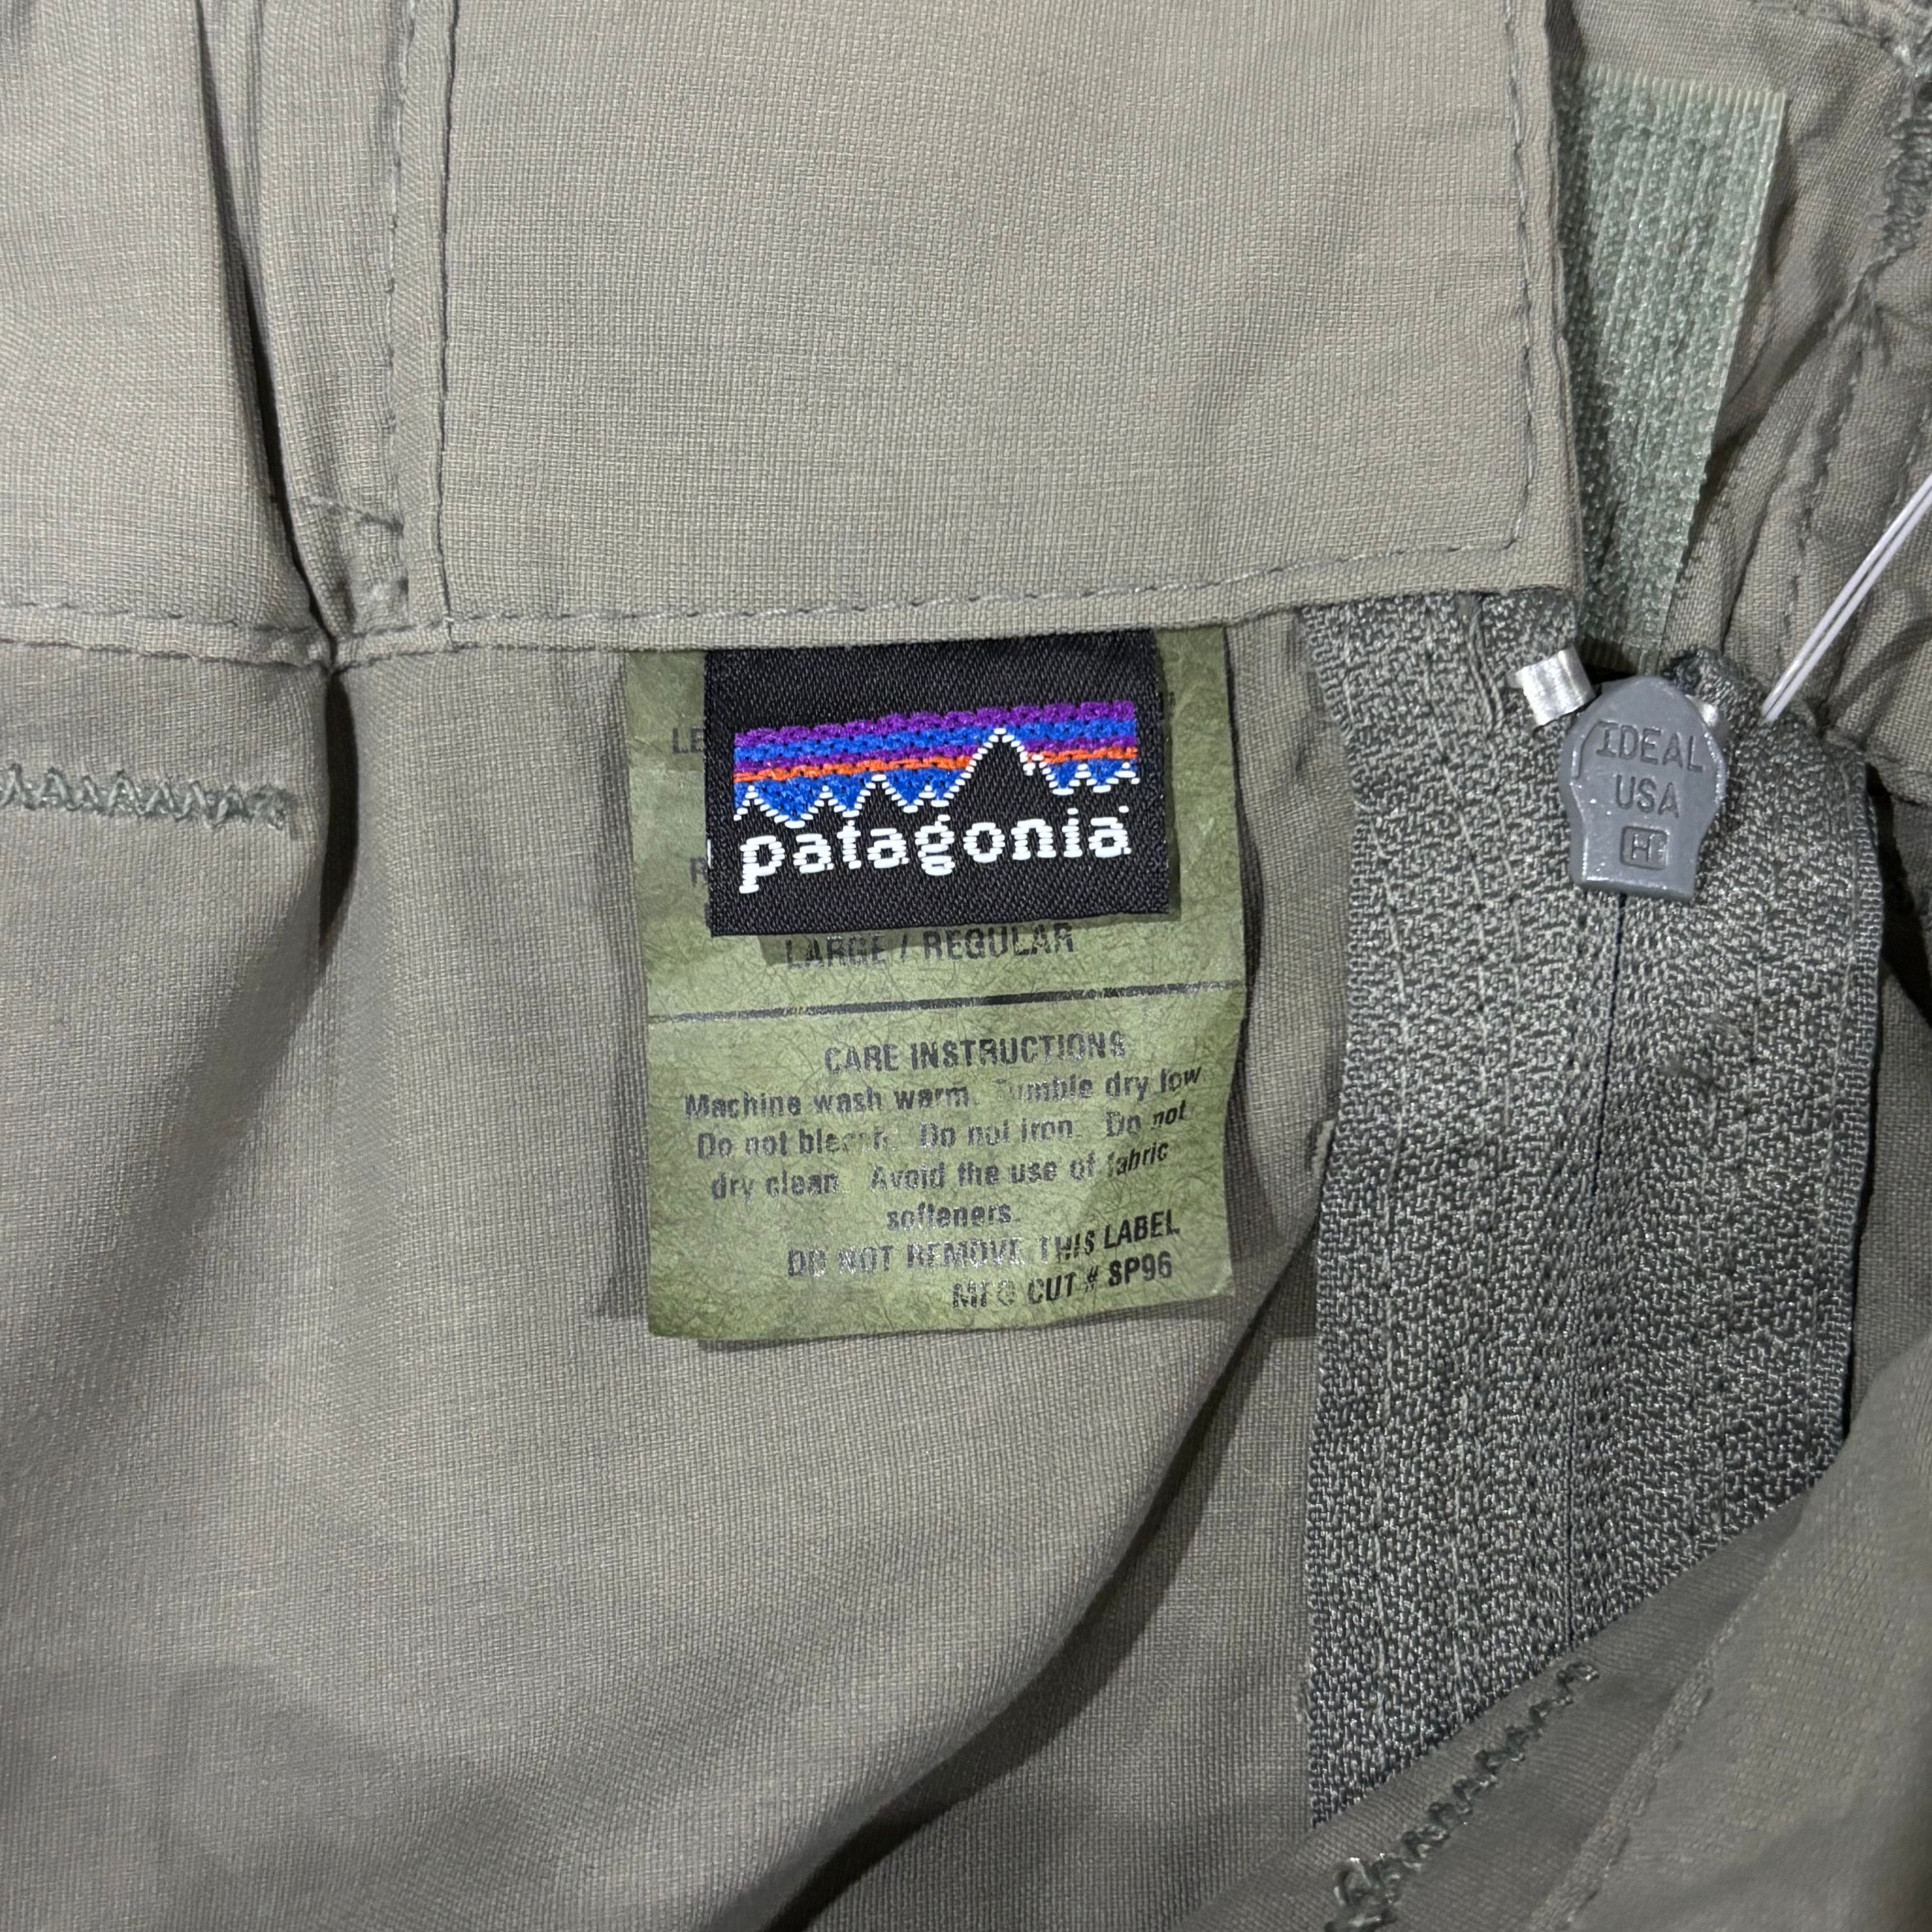 patagonia
LARGE / REGULAR
CARE INSTRUCTIONS
Machine wash warm. Tumble dry low
Do not bleach. Do not iron. Do not
dry clean. Avoid the use of fabric
softeners.
DO NOT REMOVE THIS LABEL
MFG CUT # SP96
IDEAL
USA
H